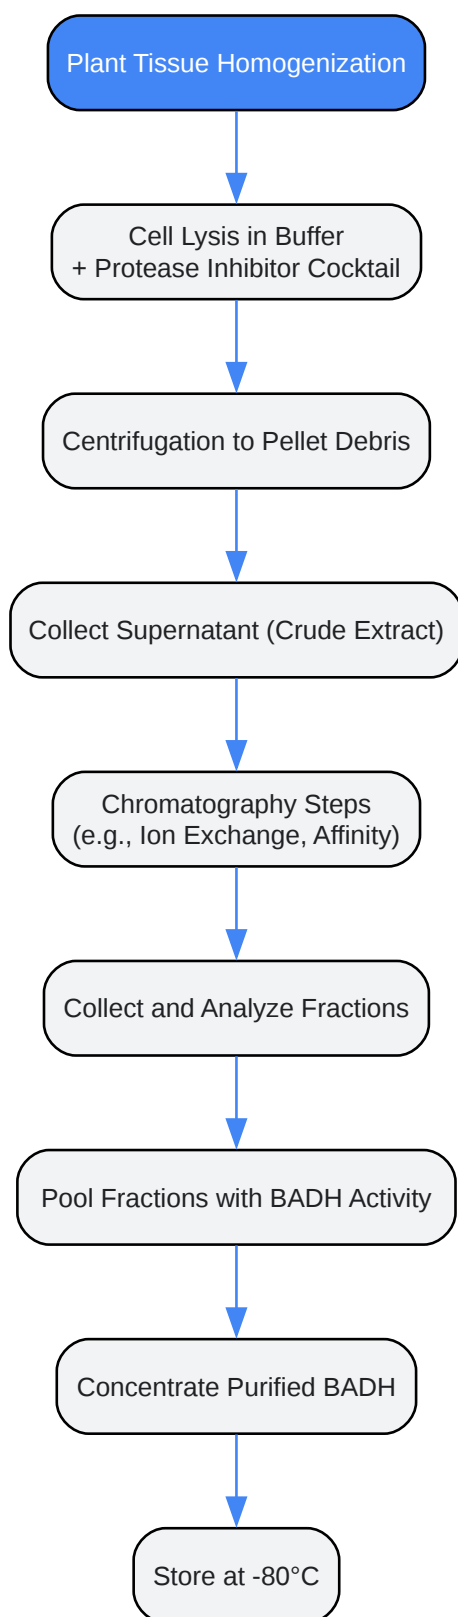 Plant Tissue Homogenization
Cell Lysis in Buffer
+ Protease Inhibitor Cocktail
Centrifugation to Pellet Debris
Collect Supernatant (Crude Extract)
Chromatography Steps
(e.g., Ion Exchange, Affinity)
Collect and Analyze Fractions
Pool Fractions with BADH Activity
Concentrate Purified BADH
Store at -80°C